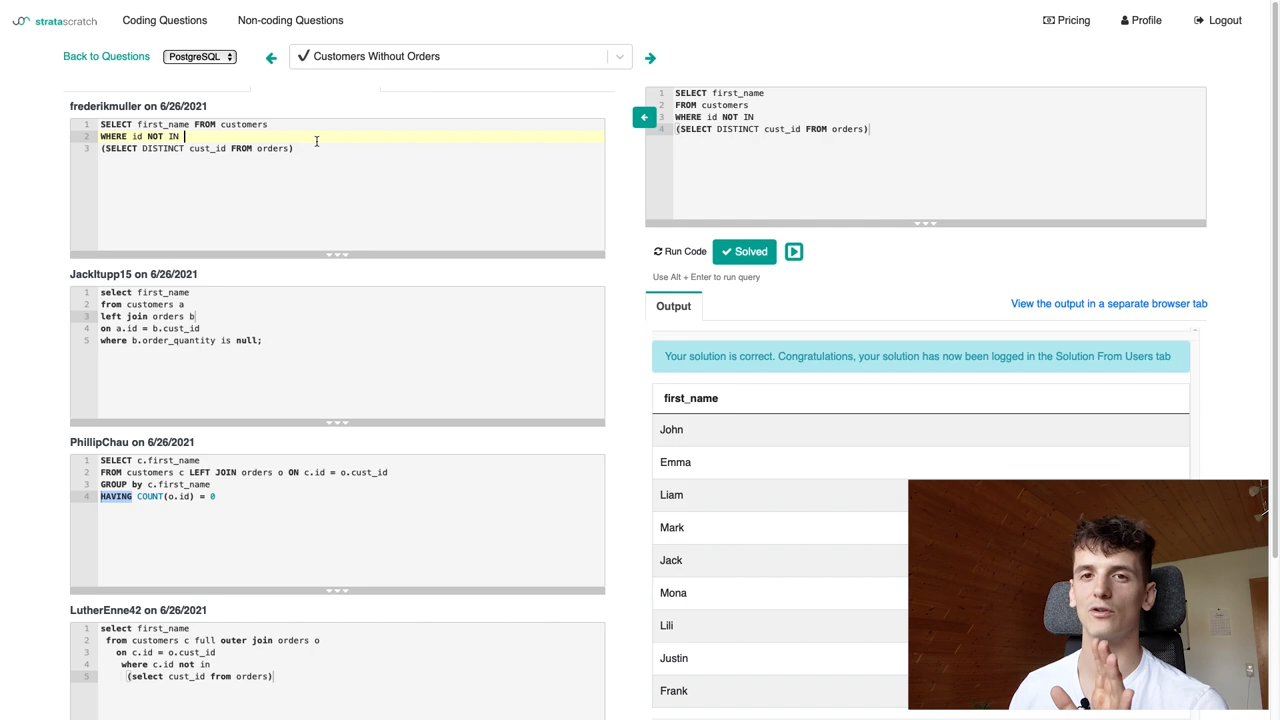 stratascratch
Coding Questions
Non-coding Questions
Pricing
Profile
Logout
Back to Questions
PostgreSQL
Customers Without Orders
frederikmuller on 6/26/2021
1 SELECT first_name FROM customers
2 WHERE id NOT IN
3 (SELECT DISTINCT cust_id FROM orders)
JackItupp15 on 6/26/2021
1 select first_name
2 from customers a
3 left join orders b
4 on a.id = b.cust_id
5 where b.order_quantity is null;
PhillipChau on 6/26/2021
1 SELECT c.first_name
2 FROM customers c LEFT JOIN orders o ON c.id = o.cust_id
3 GROUP by c.first_name
4 HAVING COUNT(o.id) = 0
LutherEnne42 on 6/26/2021
1 select first_name
2 from customers c full outer join orders o
3 on c.id = o.cust_id
4 where c.id not in
5 (select cust_id from orders)
1 SELECT first_name
2 FROM customers
3 WHERE id NOT IN
4 (SELECT DISTINCT cust_id FROM orders)
Run Code
Solved
Use Alt + Enter to run query
Output
View the output in a separate browser tab
Your solution is correct. Congratulations, your solution has now been logged in the Solution From Users tab
first_name
John
Emma
Liam
Mark
Jack
Mona
Lili
Justin
Frank